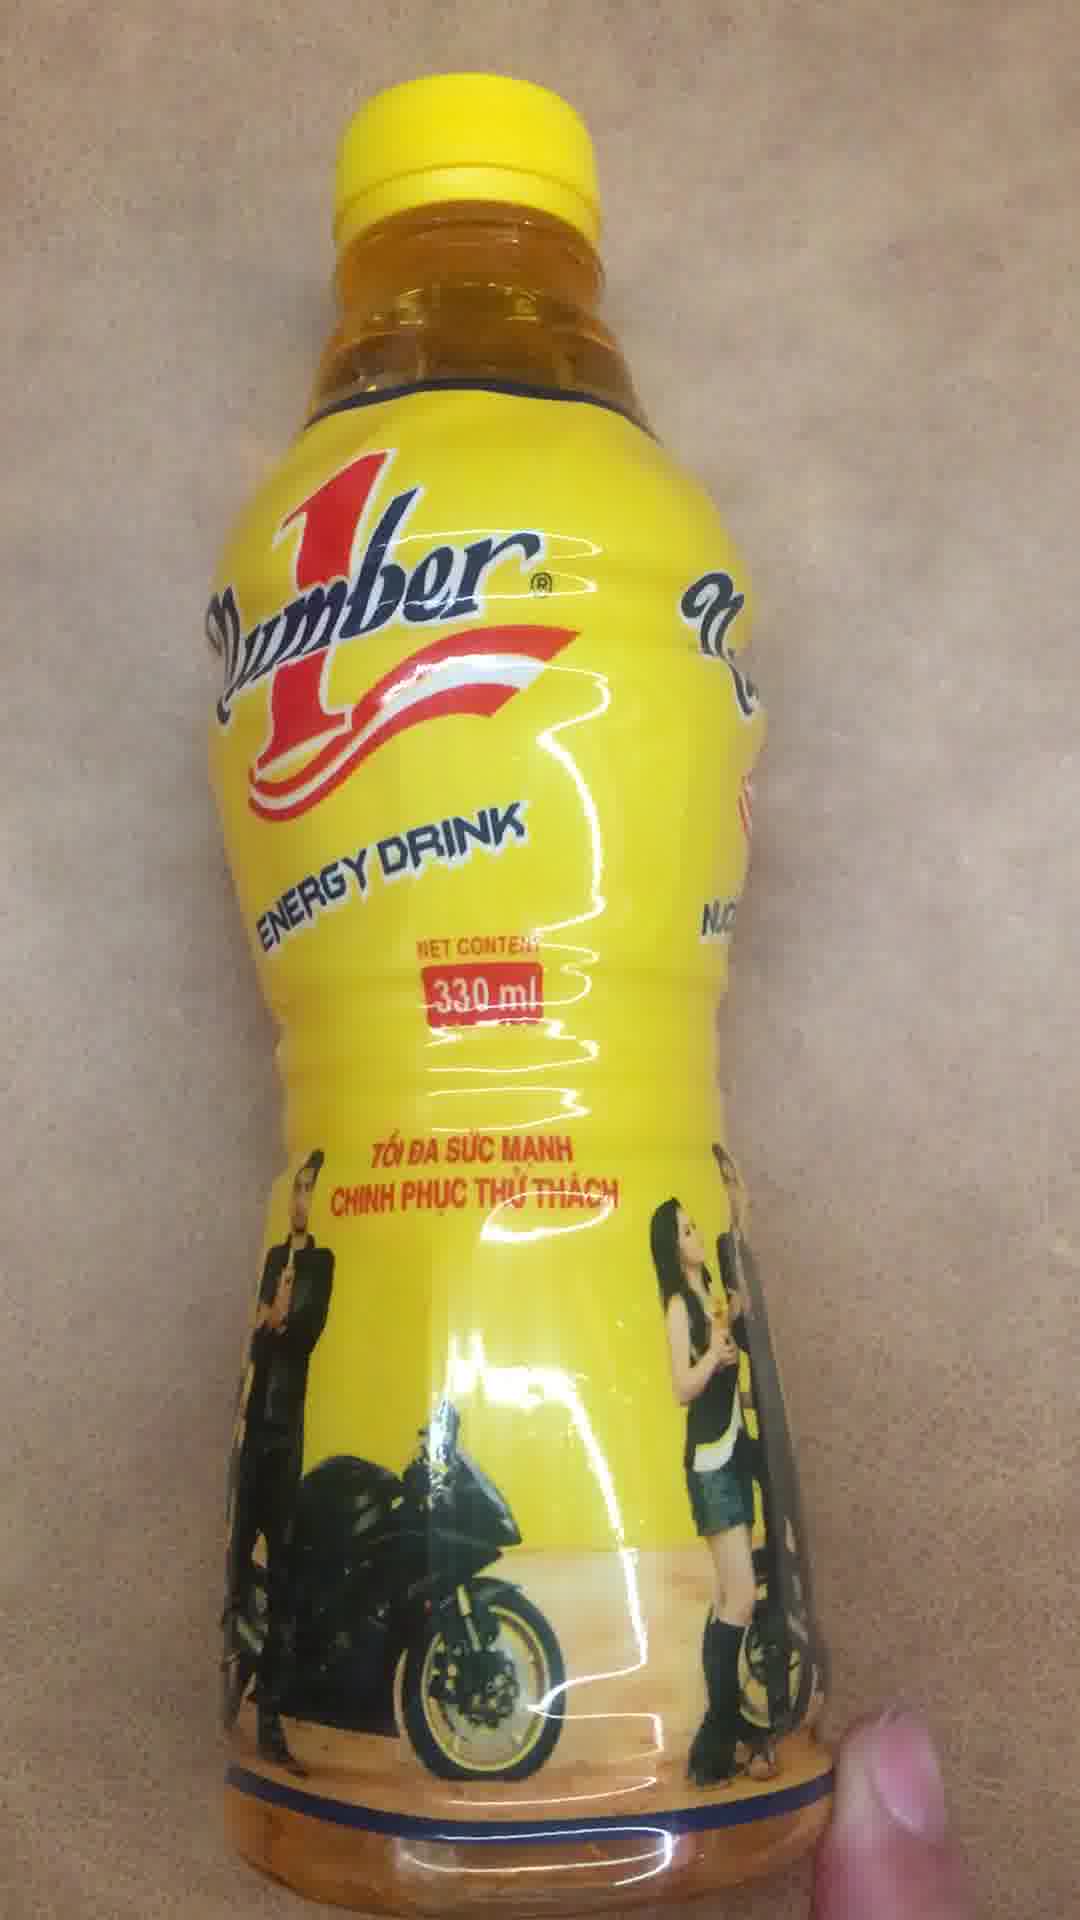 Number
1
®
ENERGY DRINK
NET CONTENT
330 ml
TỐI ĐA SỨC MẠNH
CHINH PHỤC THỬ THÁCH